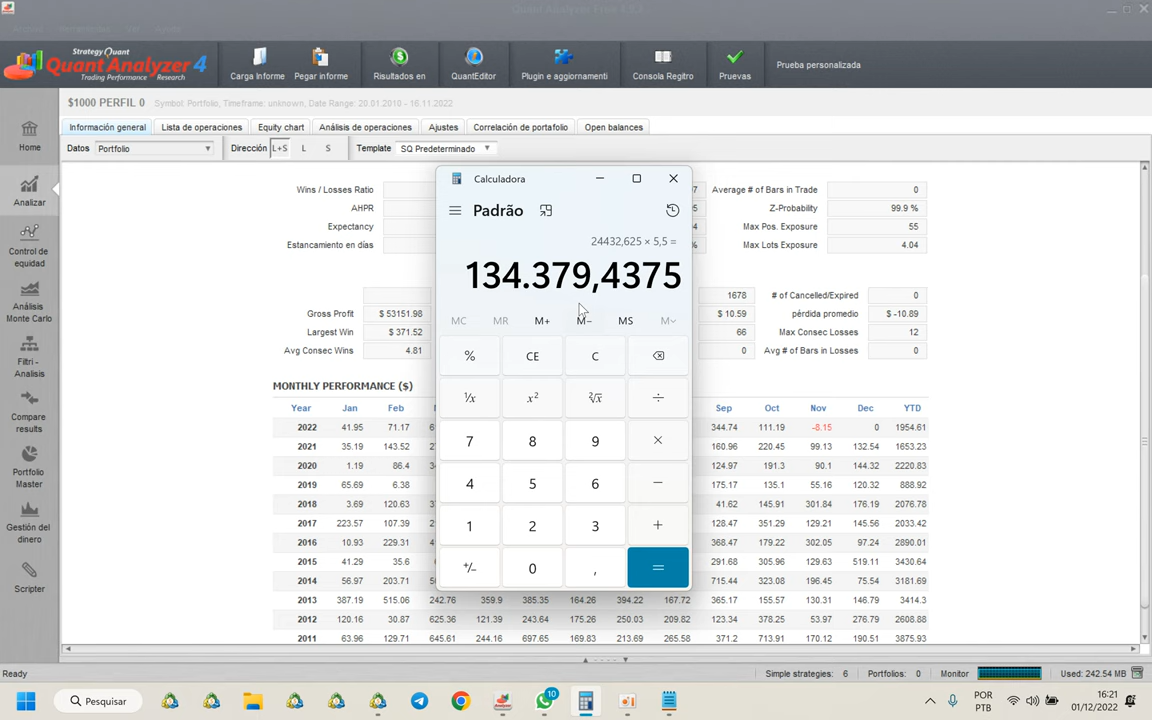 Quant Analyzer Free 4.9.3
StrategyQuant
QuantAnalyzer 4
Trading Performance Research
Carga Informe
Pegar informe
Risultados en
QuantEditor
Plugin e aggiornamenti
Consola Regitro
Pruevas
Prueba personalizada
$1000 PERFIL 0 Symbol: Portfolio, Timeframe: unknown, Date Range: 20.01.2010 - 16.11.2022
Home
Analizar
Control de equidad
Análisis Monte Carlo
Filtri - Analisis
Compare results
Portfolio Master
Gestión del dinero
Scripter
Información general Lista de operaciones Equity chart Análisis de operaciones Ajustes Correlación de portafolio Open balances
Datos Portfolio Dirección L+S L S Template SQ Predeterminado
Wins / Losses Ratio Average # of Bars in Trade 0
AHPR Z-Probability 99.9 %
Expectancy Max Pos. Exposure 55
Estancamiento en días % Max Lots Exposure 4.04
1678 # of Cancelled/Expired 0
Gross Profit $ 53151.98 $ 10.59 pérdida promedio $ -10.89
Largest Win $ 371.52 66 Max Consec Losses 12
Avg Consec Wins 4.81 0 Avg # of Bars in Losses 0
MONTHLY PERFORMANCE ($)
Year Jan Feb Sep Oct Nov Dec YTD
2022 41.95 71.17 344.74 111.19 -8.15 0 1954.61
2021 35.19 143.52 160.96 220.45 99.13 132.54 1653.23
2020 1.19 86.4 124.97 191.3 90.1 144.32 2220.83
2019 65.69 6.38 175.17 135.1 55.16 120.32 888.92
2018 3.69 120.63 41.62 145.91 301.84 176.19 2076.78
2017 223.57 107.39 128.47 351.29 129.21 145.56 2033.42
2016 10.93 229.31 368.47 179.22 302.05 97.24 2890.01
2015 41.29 35.6 291.68 305.96 129.63 519.11 3430.64
2014 56.97 203.71 715.44 323.08 196.45 75.54 3181.69
2013 387.19 515.06 242.76 359.9 385.35 164.26 394.22 167.72 365.17 155.57 130.31 146.79 3414.3
2012 120.16 30.87 625.36 121.39 243.64 175.26 250.03 209.82 123.34 378.25 53.97 276.79 2608.88
2011 63.96 129.71 645.61 244.16 697.65 169.83 213.69 265.58 371.2 713.91 170.12 190.51 3875.93
Calculadora
Padrão
24432,625 × 5,5 =
134.379,4375
MC MR M+ M− MS M
% CE C
¹/x x² ²√x ÷
7 8 9 ×
4 5 6 −
1 2 3 +
+/− 0 , =
Ready
Simple strategies: 6 Portfolios: 0 Monitor Used: 242.54 MB
Pesquisar
10
POR
PTB
16:21
01/12/2022